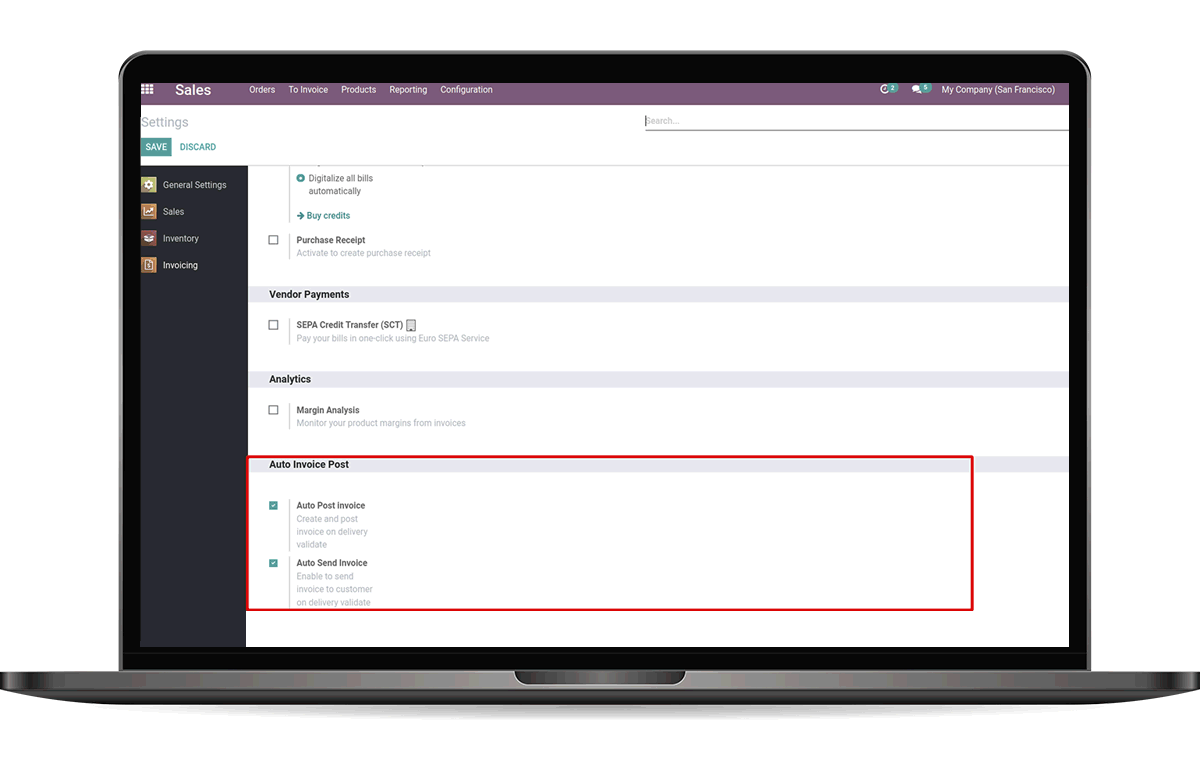 Sales Orders To Invoice Products Reporting Configuration 2 5 My Company (San Francisco)
Settings
Search...
SAVE DISCARD
General Settings
Sales
Inventory
Invoicing
Digitalize all bills
automatically
Buy credits
Purchase Receipt
Activate to create purchase receipt
Vendor Payments
SEPA Credit Transfer (SCT)
Pay your bills in one-click using Euro SEPA Service
Analytics
Margin Analysis
Monitor your product margins from invoices
Auto Invoice Post
Auto Post invoice
Create and post
invoice on delivery
validate
Auto Send Invoice
Enable to send
invoice to customer
on delivery validate